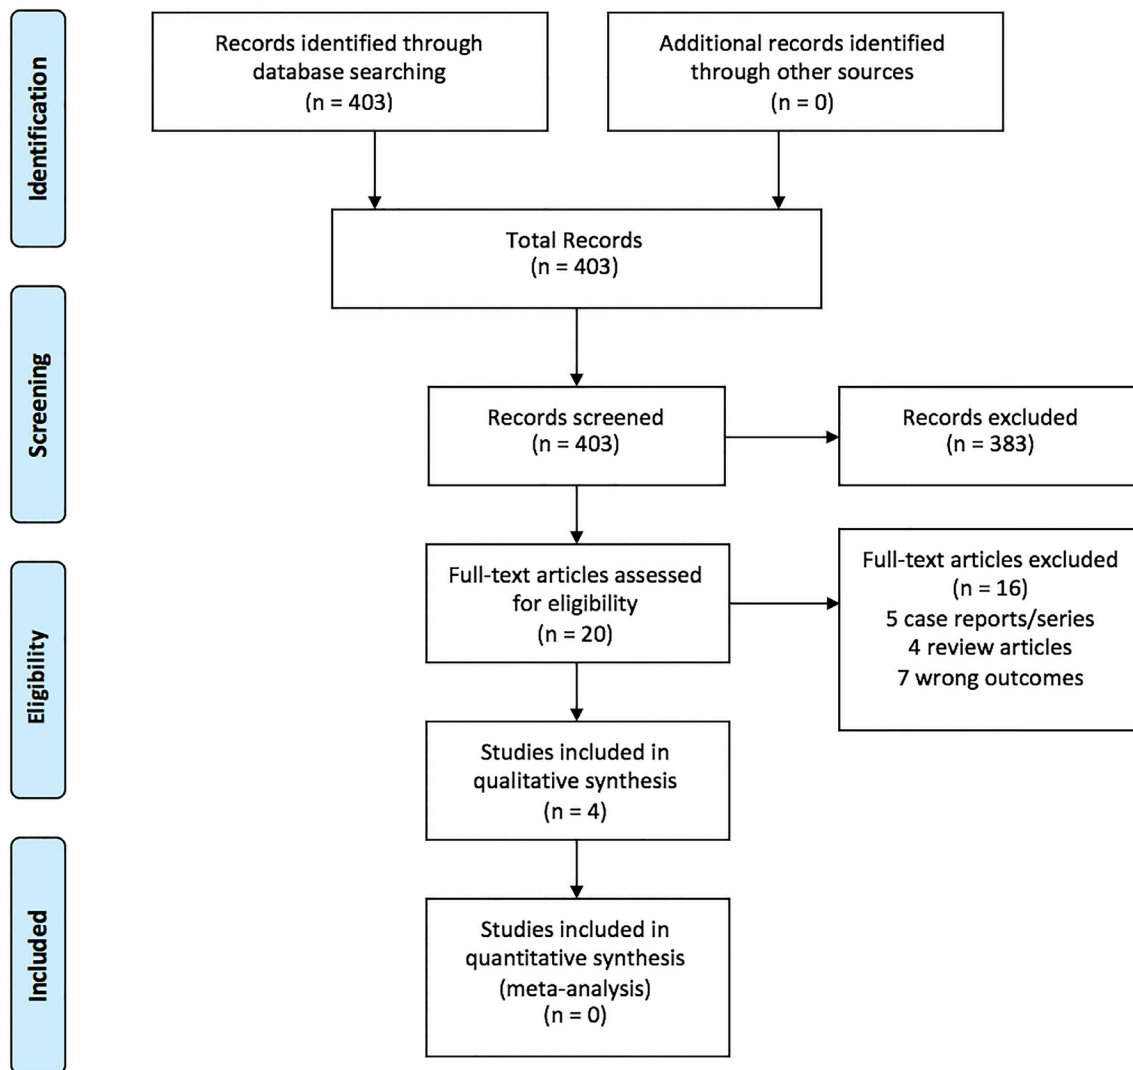 Identification
Records identified through
database searching
(n = 403)
Additional records identified
through other sources
(n = 0)
Total Records
(n = 403)
Screening
Records screened
(n = 403)
Records excluded
(n = 383)
Eligibility
Full-text articles assessed
for eligibility
(n = 20)
Full-text articles excluded
(n = 16)
5 case reports/series
4 review articles
7 wrong outcomes
Studies included in
qualitative synthesis
(n = 4)
Included
Studies included in
quantitative synthesis
(meta-analysis)
(n = 0)